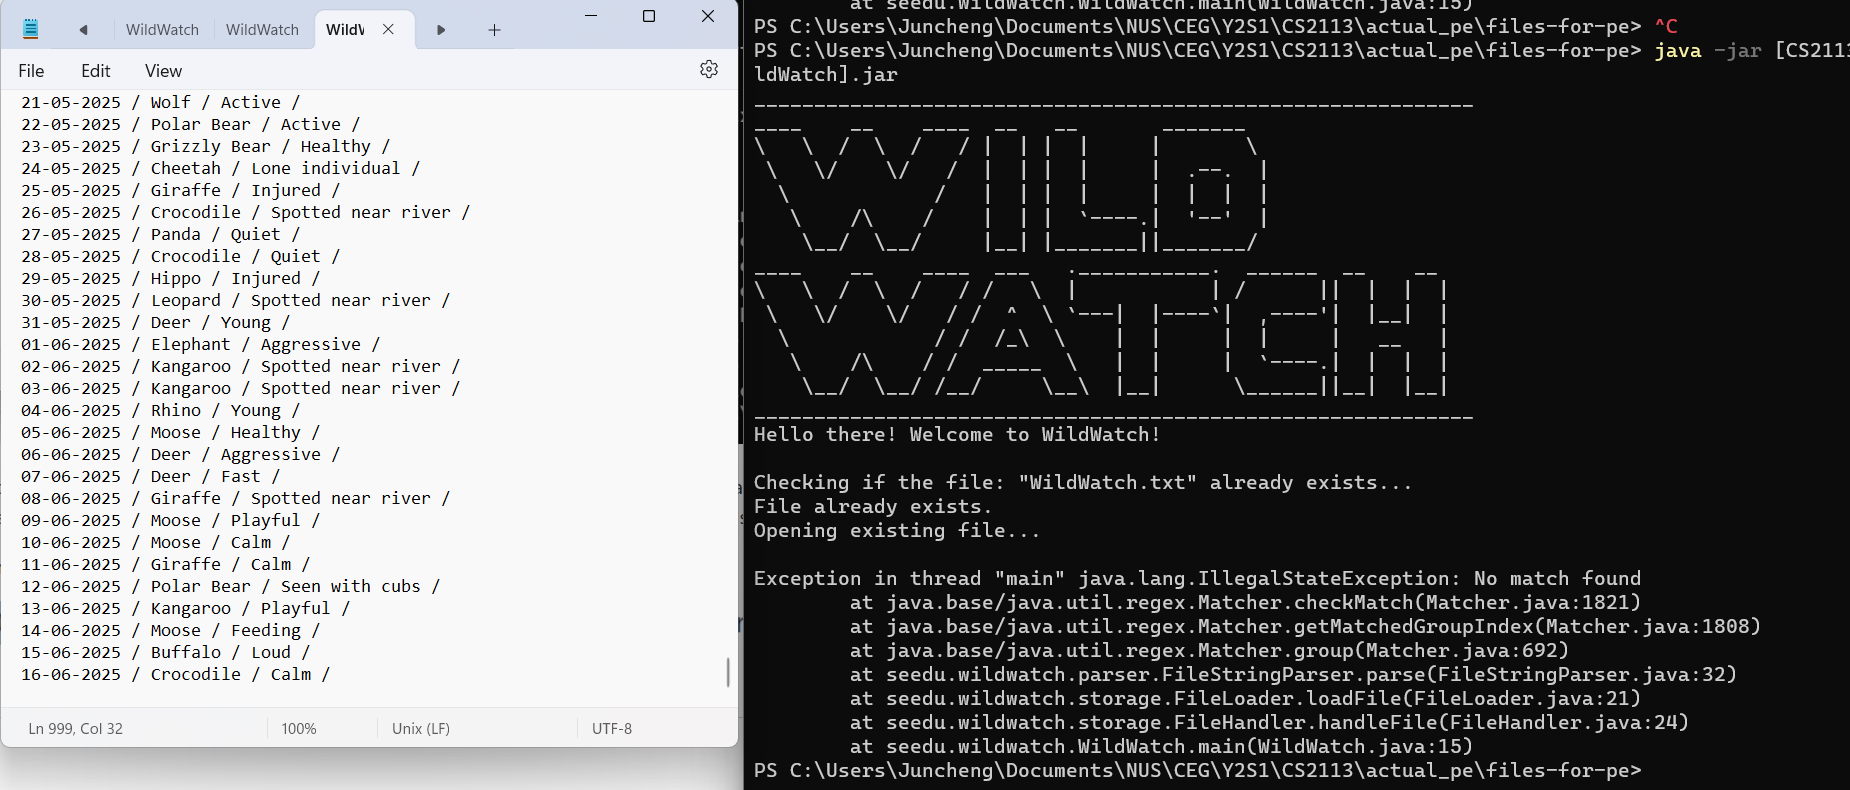 WildWatch
WildWatch
WildV
File
Edit
View
21-05-2025 / Wolf / Active /
22-05-2025 / Polar Bear / Active /
23-05-2025 / Grizzly Bear / Healthy /
24-05-2025 / Cheetah / Lone individual /
25-05-2025 / Giraffe / Injured /
26-05-2025 / Crocodile / Spotted near river /
27-05-2025 / Panda / Quiet /
28-05-2025 / Crocodile / Quiet /
29-05-2025 / Hippo / Injured /
30-05-2025 / Leopard / Spotted near river /
31-05-2025 / Deer / Young /
01-06-2025 / Elephant / Aggressive /
02-06-2025 / Kangaroo / Spotted near river /
03-06-2025 / Kangaroo / Spotted near river /
04-06-2025 / Rhino / Young /
05-06-2025 / Moose / Healthy /
06-06-2025 / Deer / Aggressive /
07-06-2025 / Deer / Fast /
08-06-2025 / Giraffe / Spotted near river /
09-06-2025 / Moose / Playful /
10-06-2025 / Moose / Calm /
11-06-2025 / Giraffe / Calm /
12-06-2025 / Polar Bear / Seen with cubs /
13-06-2025 / Kangaroo / Playful /
14-06-2025 / Moose / Feeding /
15-06-2025 / Buffalo / Loud /
16-06-2025 / Crocodile / Calm /
Ln 999, Col 32
100%
Unix (LF)
UTF-8
at seedu.wildwatch.WildWatch.main(WildWatch.java:15)
PS C:\Users\Juncheng\Documents\NUS\CEG\Y2S1\CS2113\actual_pe\files-for-pe> ^C
PS C:\Users\Juncheng\Documents\NUS\CEG\Y2S1\CS2113\actual_pe\files-for-pe> java -jar [CS2113
ldWatch].jar
WILD
WATCH
Hello there! Welcome to WildWatch!
Checking if the file: "WildWatch.txt" already exists...
File already exists.
Opening existing file...
Exception in thread "main" java.lang.IllegalStateException: No match found
at java.base/java.util.regex.Matcher.checkMatch(Matcher.java:1821)
at java.base/java.util.regex.Matcher.getMatchedGroupIndex(Matcher.java:1808)
at java.base/java.util.regex.Matcher.group(Matcher.java:692)
at seedu.wildwatch.parser.FileStringParser.parse(FileStringParser.java:32)
at seedu.wildwatch.storage.FileLoader.loadFile(FileLoader.java:21)
at seedu.wildwatch.storage.FileHandler.handleFile(FileHandler.java:24)
at seedu.wildwatch.WildWatch.main(WildWatch.java:15)
PS C:\Users\Juncheng\Documents\NUS\CEG\Y2S1\CS2113\actual_pe\files-for-pe>